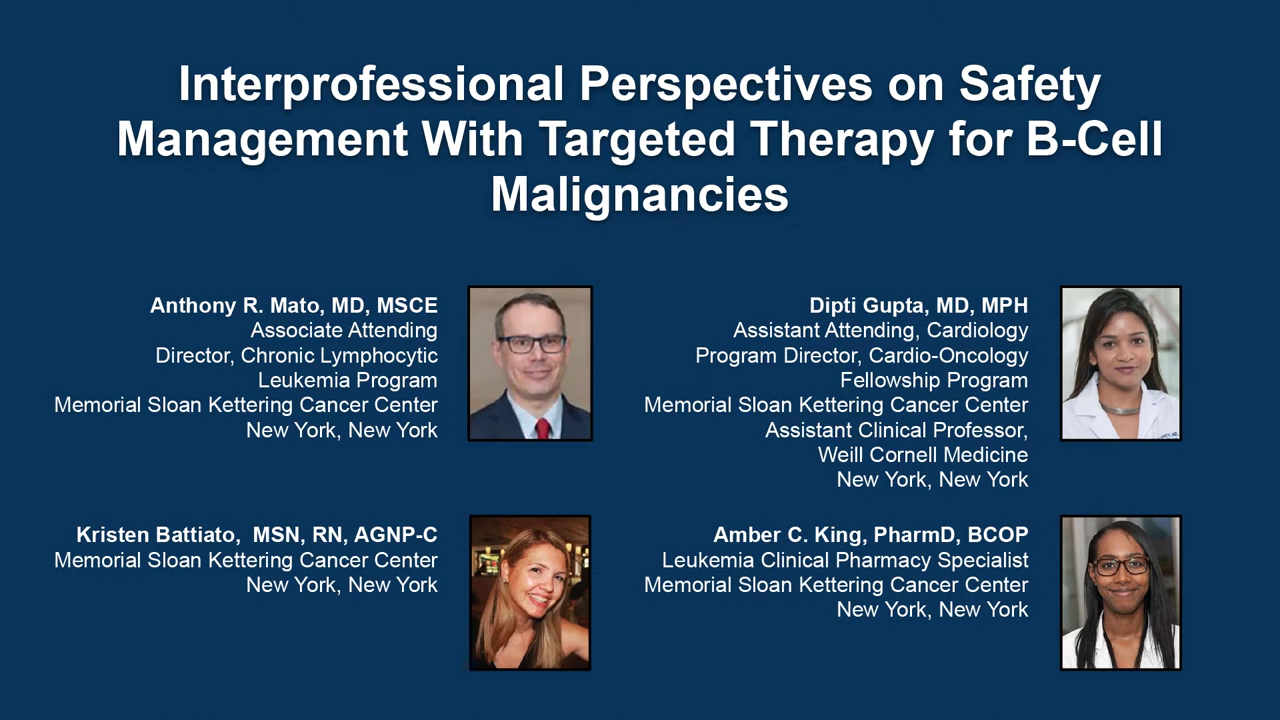 Interprofessional Perspectives on Safety
Management With Targeted Therapy for B-Cell
Malignancies
Anthony R. Mato, MD, MSCE
Associate Attending
Director, Chronic Lymphocytic
Leukemia Program
Memorial Sloan Kettering Cancer Center
New York, New York
Dipti Gupta, MD, MPH
Assistant Attending, Cardiology
Program Director, Cardio-Oncology
Fellowship Program
Memorial Sloan Kettering Cancer Center
Assistant Clinical Professor,
Weill Cornell Medicine
New York, New York
Kristen Battiato,  MSN, RN, AGNP-C
Memorial Sloan Kettering Cancer Center
New York, New York
Amber C. King, PharmD, BCOP
Leukemia Clinical Pharmacy Specialist
Memorial Sloan Kettering Cancer Center
New York, New York